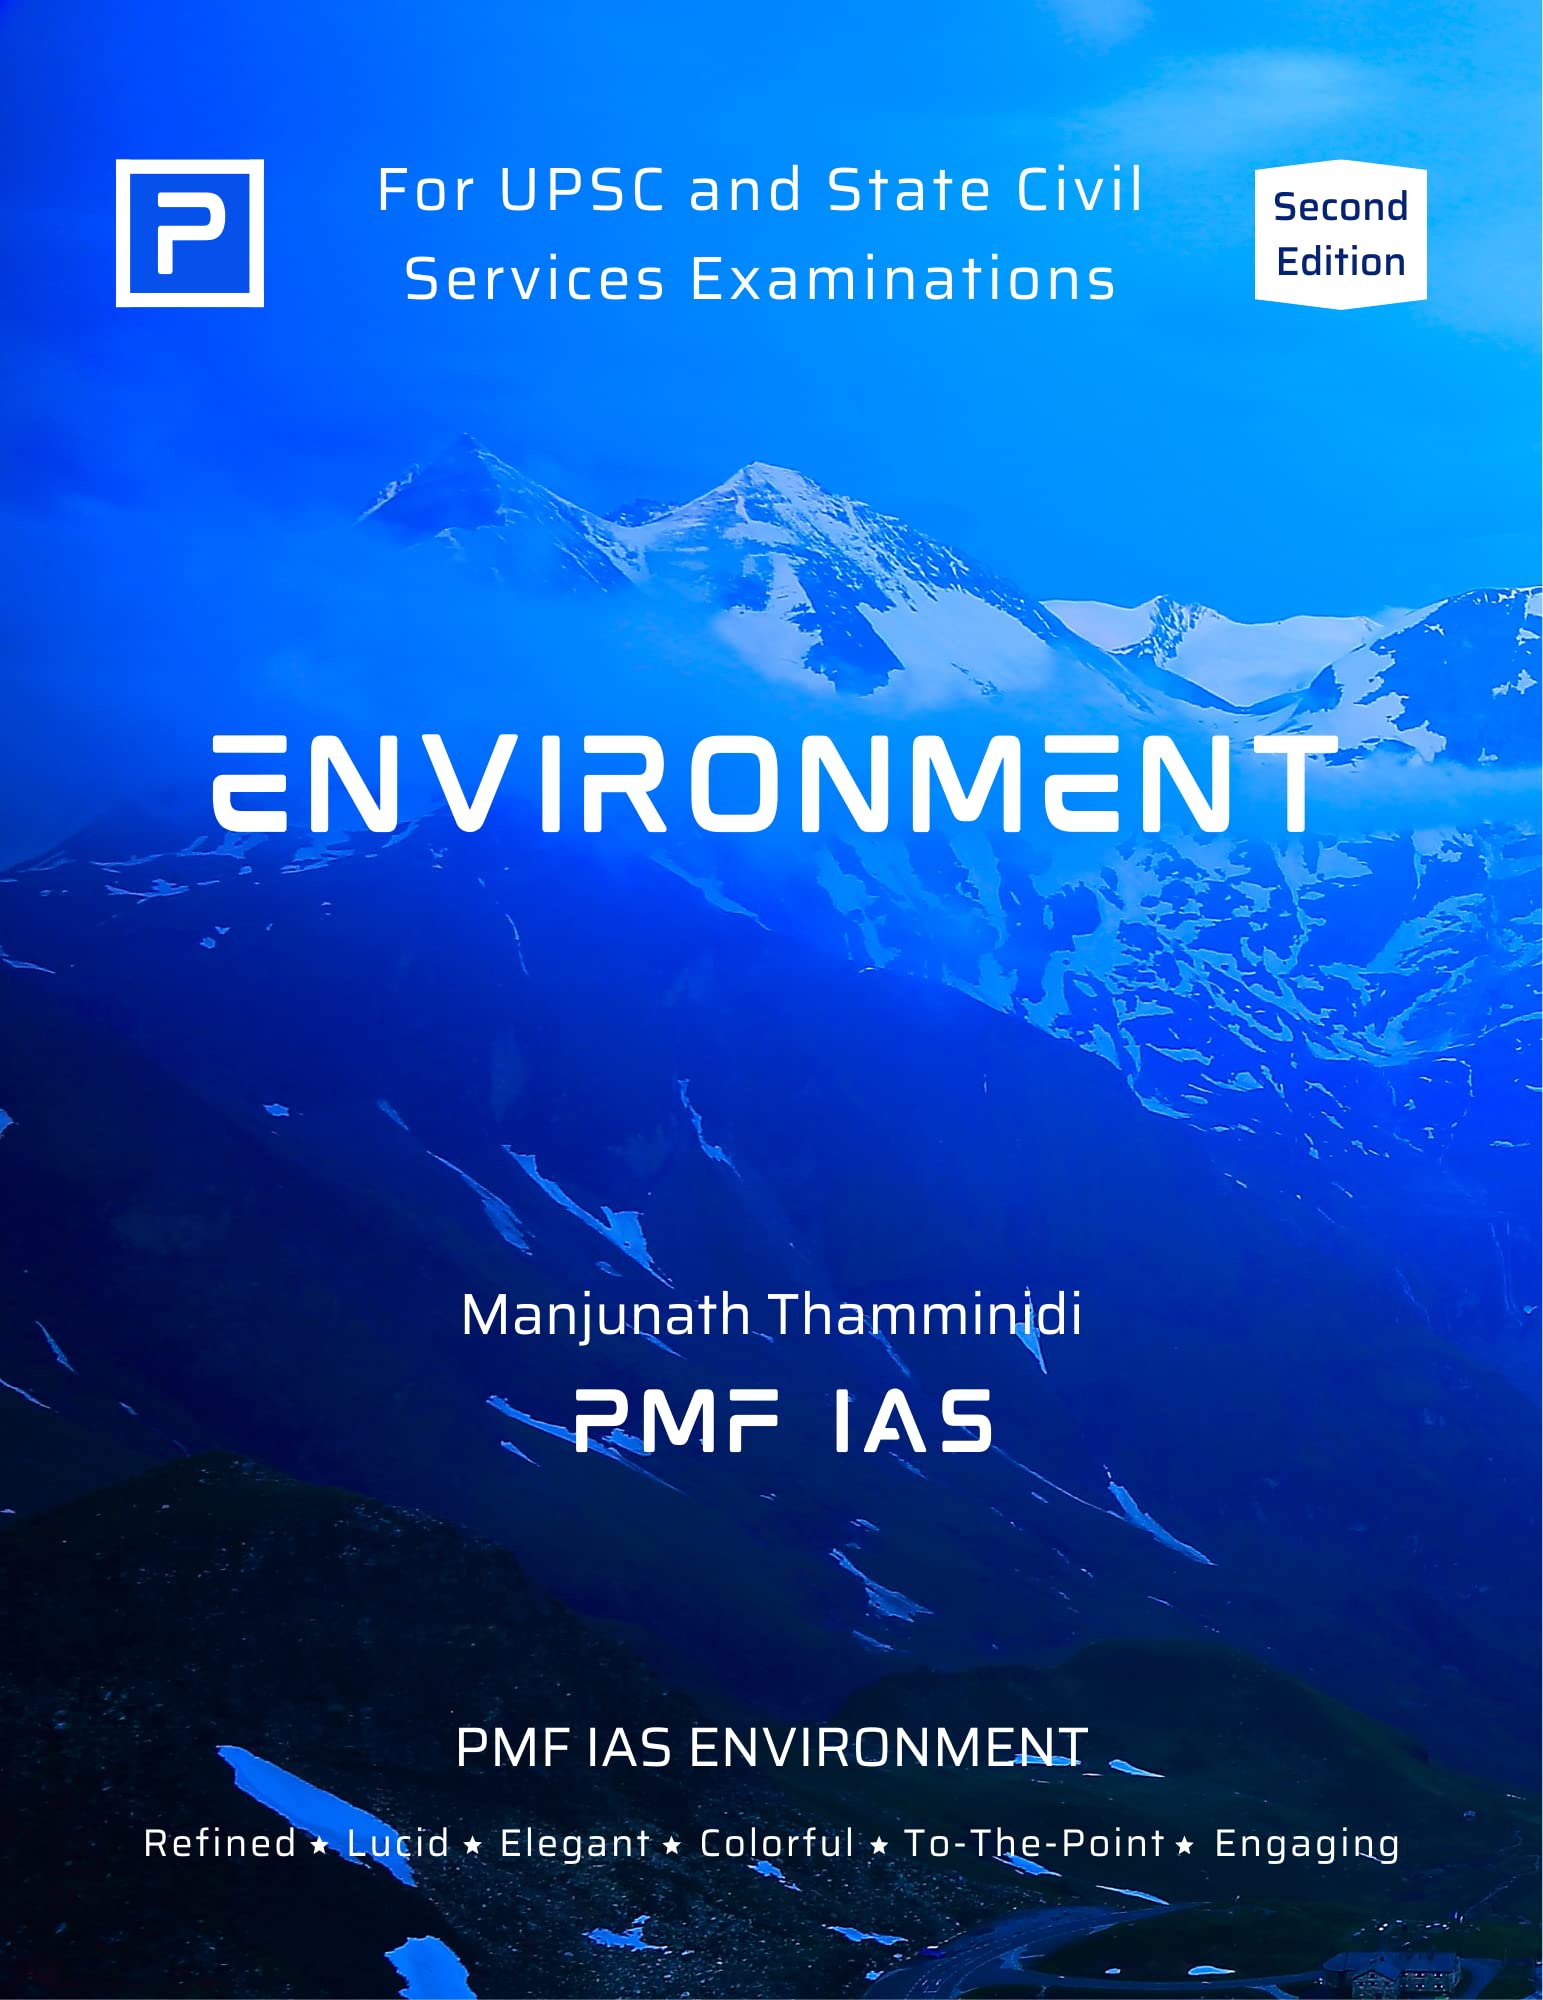 P
For UPSC and State Civil
Services Examinations
Second
Edition
ENVIRONMENT
Manjunath Thamminidi
PMF IAS
PMF IAS ENVIRONMENT
Refined ★ Lucid ★ Elegant ★ Colorful ★ To-The-Point ★ Engaging